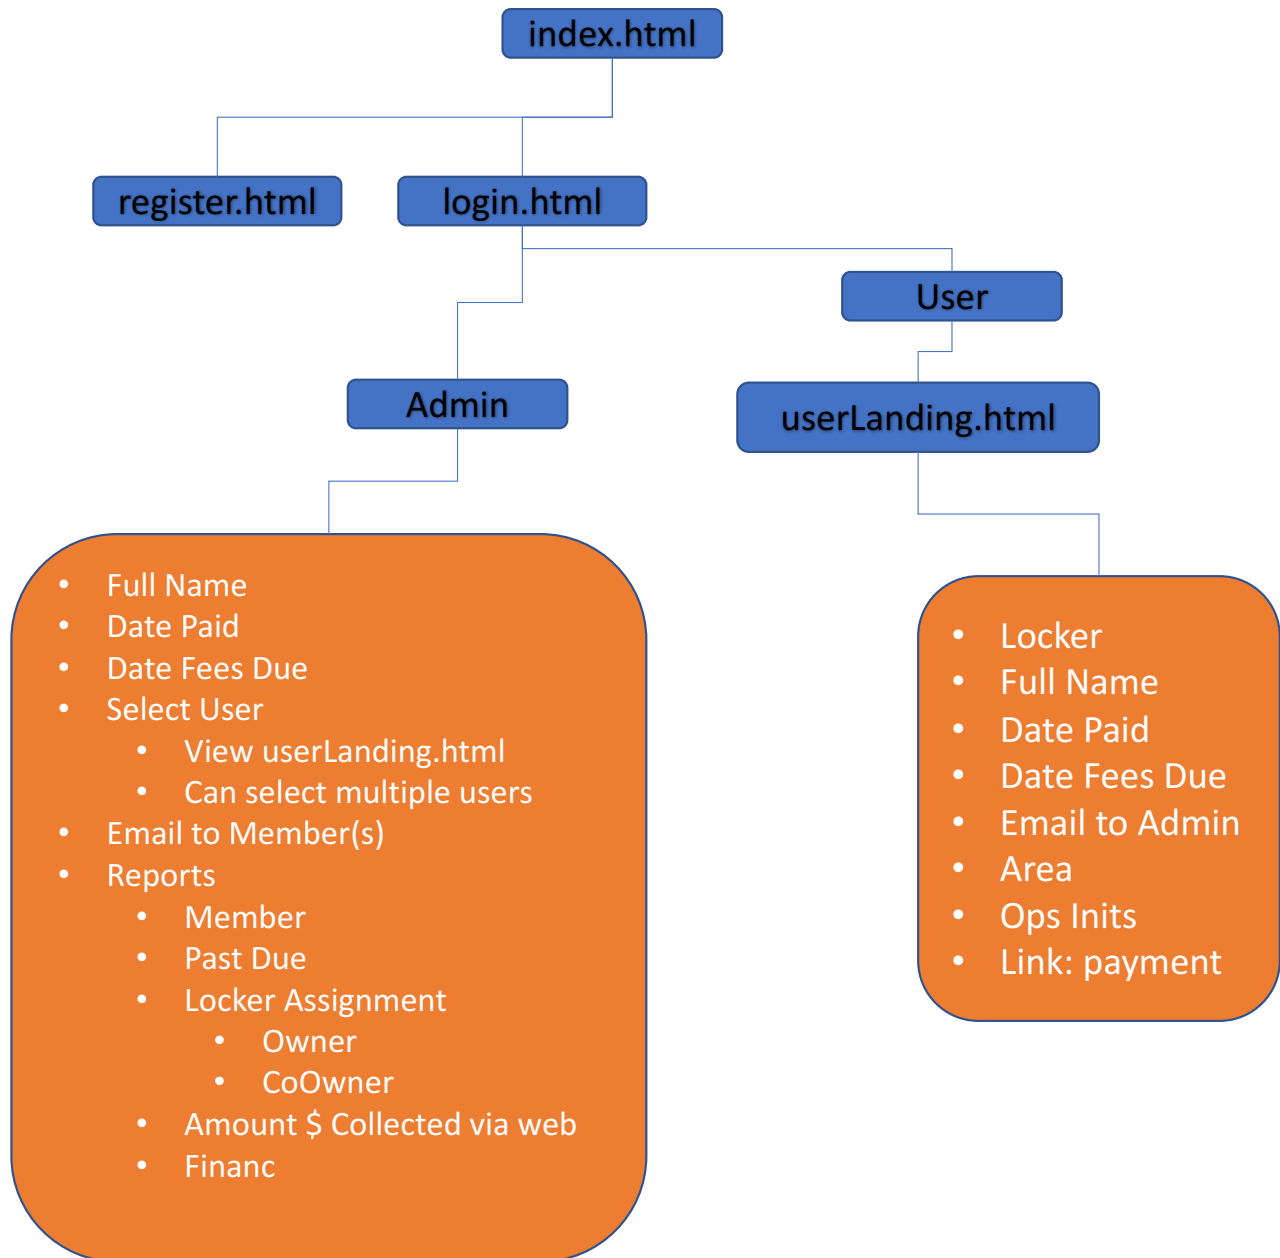 index.html
register.html
login.html
User
Admin
userLanding.html
• Full Name
• Date Paid
• Date Fees Due
• Select User
• View userLanding.html
• Can select multiple users
• Email to Member(s)
• Reports
• Member
• Past Due
• Locker Assignment
• Owner
• CoOwner
• Amount $ Collected via web
• Financ
• Locker
• Full Name
• Date Paid
• Date Fees Due
• Email to Admin
• Area
• Ops Inits
• Link: payment